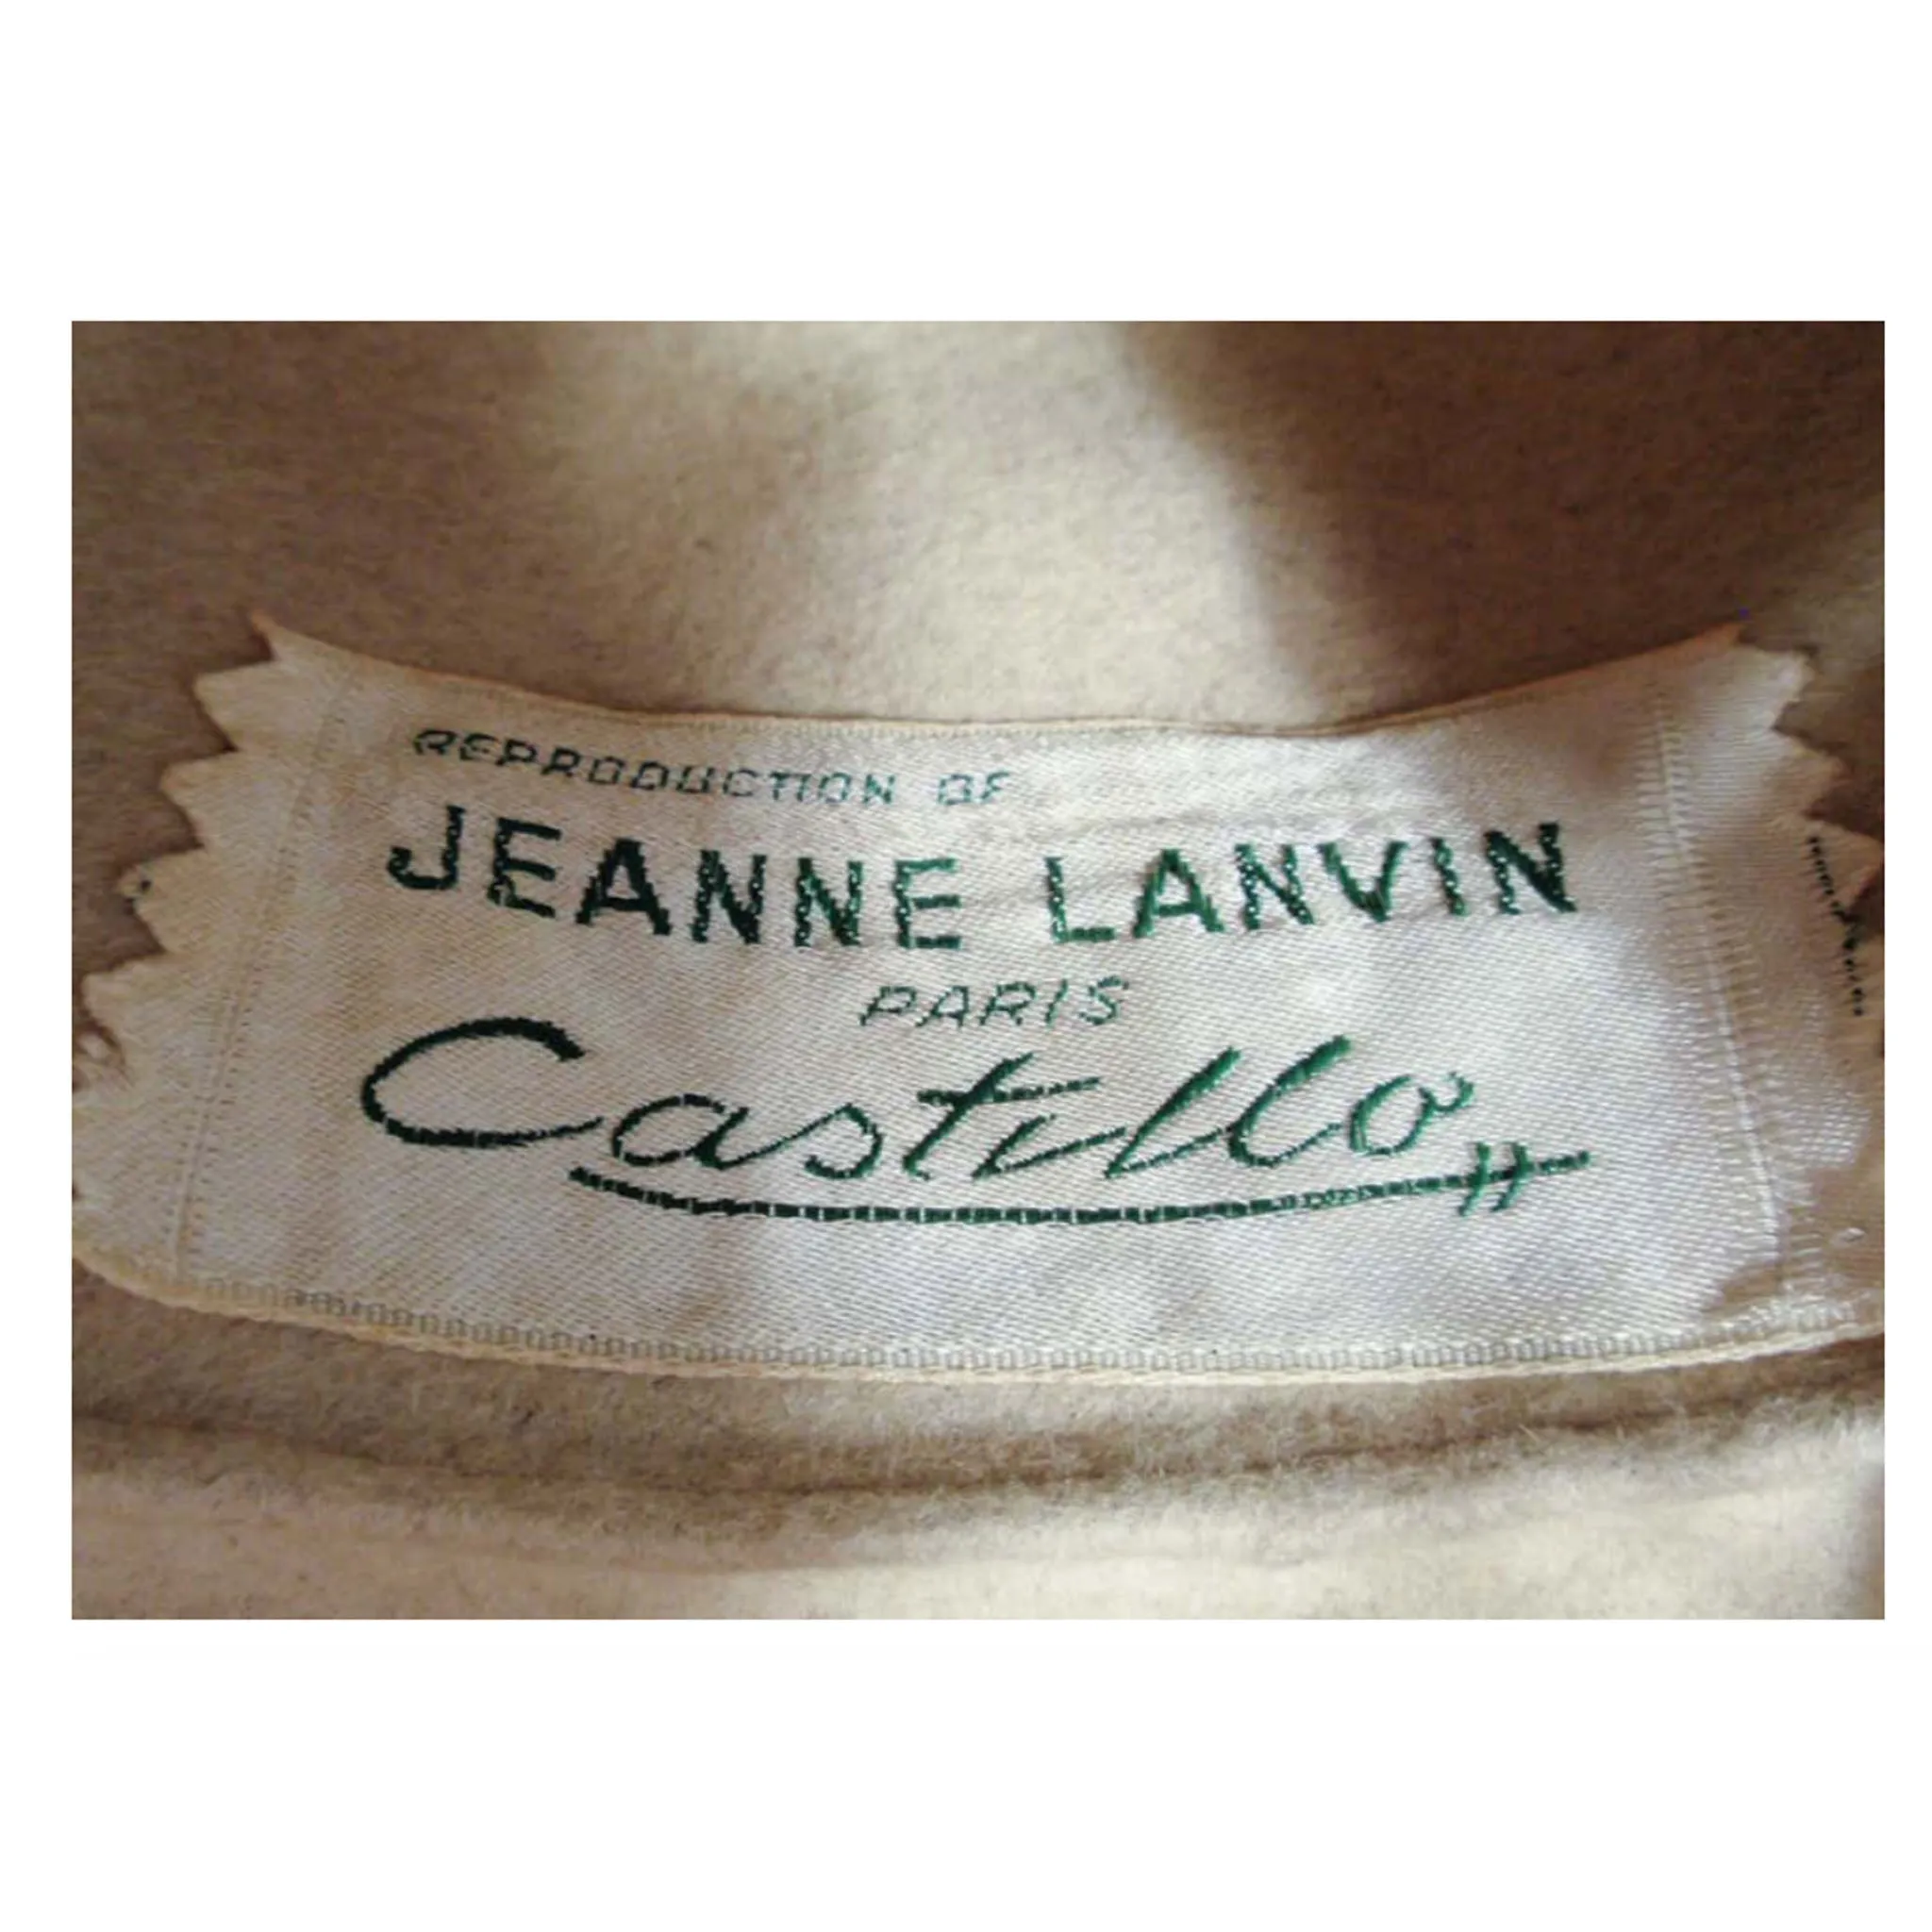 REPRODUCTION OF
JEANNE LANVIN
PARIS
Castillo